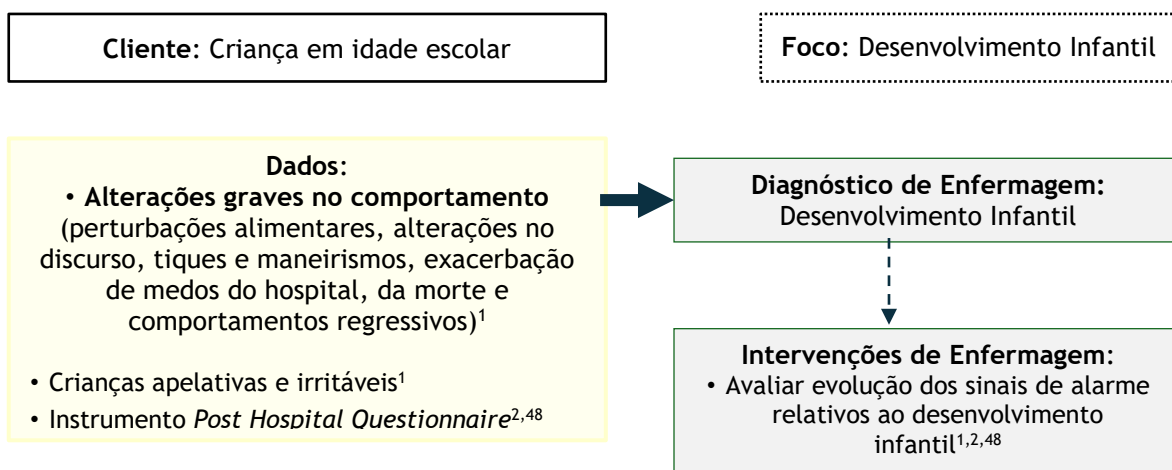 Cliente: Criança em idade escolar
Foco: Desenvolvimento Infantil
Dados:
• Alterações graves no comportamento
(perturbações alimentares, alterações no
discurso, tiques e maneirismos, exacerbação
de medos do hospital, da morte e
comportamentos regressivos)¹
• Crianças apelativas e irritáveis¹
• Instrumento Post Hospital Questionnaire²,⁴⁸
Diagnóstico de Enfermagem:
Desenvolvimento Infantil
Intervenções de Enfermagem:
• Avaliar evolução dos sinais de alarme
relativos ao desenvolvimento
infantil¹,²,⁴⁸